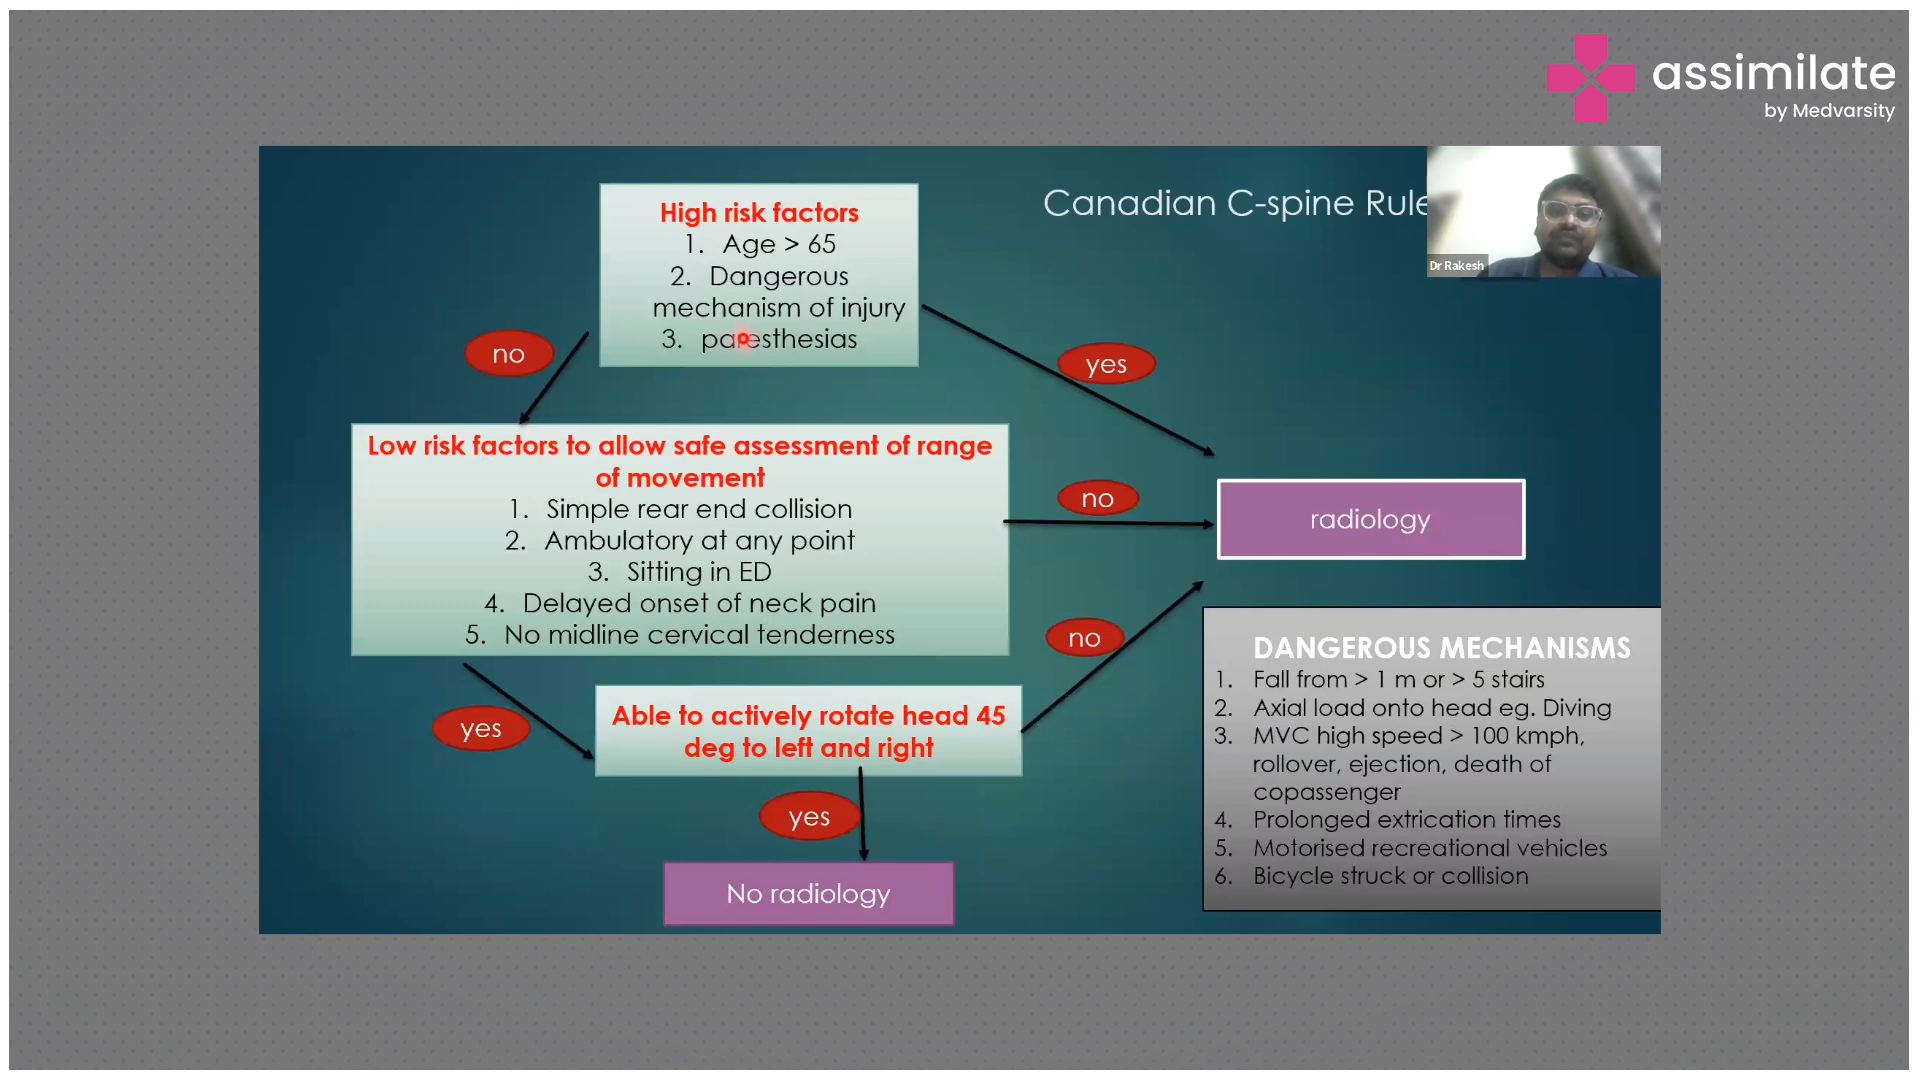 assimilate
by Medvarsity
Canadian C-spine Rule
Dr Rakesh
High risk factors
1. Age > 65
2. Dangerous
mechanism of injury
3. paresthesias
no
yes
Low risk factors to allow safe assessment of range
of movement
1. Simple rear end collision
2. Ambulatory at any point
3. Sitting in ED
4. Delayed onset of neck pain
5. No midline cervical tenderness
no
radiology
yes
Able to actively rotate head 45
deg to left and right
no
yes
No radiology
DANGEROUS MECHANISMS
1. Fall from > 1 m or > 5 stairs
2. Axial load onto head eg. Diving
3. MVC high speed > 100 kmph,
rollover, ejection, death of
copassenger
4. Prolonged extrication times
5. Motorised recreational vehicles
6. Bicycle struck or collision